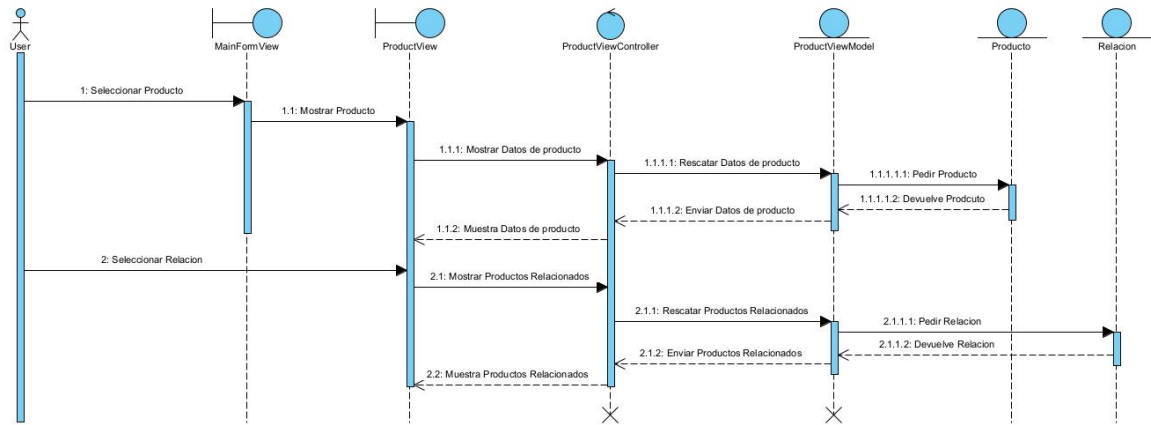 User
MainFormView
ProductView
ProductViewController
ProductViewModel
Producto
Relacion
1: Seleccionar Producto
1.1: Mostrar Producto
1.1.1: Mostrar Datos de producto
1.1.1.1: Rescatar Datos de producto
1.1.1.1.1: Pedir Producto
1.1.1.1.2: Devuelve Prodcuto
1.1.1.2: Enviar Datos de producto
1.1.2: Muestra Datos de producto
2: Seleccionar Relacion
2.1: Mostrar Productos Relacionados
2.1.1: Rescatar Productos Relacionados
2.1.1.1: Pedir Relacion
2.1.1.2: Devuelve Relacion
2.1.2: Enviar Productos Relacionados
2.2: Muestra Productos Relacionados